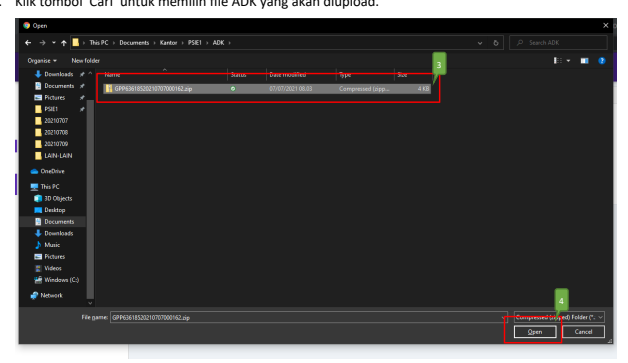 Klik tombol 'Cari' untuk memilih file ADK yang akan diupload.
Open
This PC › Documents › Kantor › PSIE1 › ADK ›
Search ADK
Organise New folder
3
Name Status Date modified Type Size
GPP63618520210707000162.zip 07/07/2021 08.03 Compressed (zipp... 4 KB
Downloads
Documents
Pictures
PSIE1
20210707
20210708
20210709
LAIN-LAIN
OneDrive
This PC
3D Objects
Desktop
Documents
Downloads
Music
Pictures
Videos
Windows (C:)
Network
4
File name: GPP63618520210707000162.zip Compressed (zipped) Folder (*.
Open Cancel